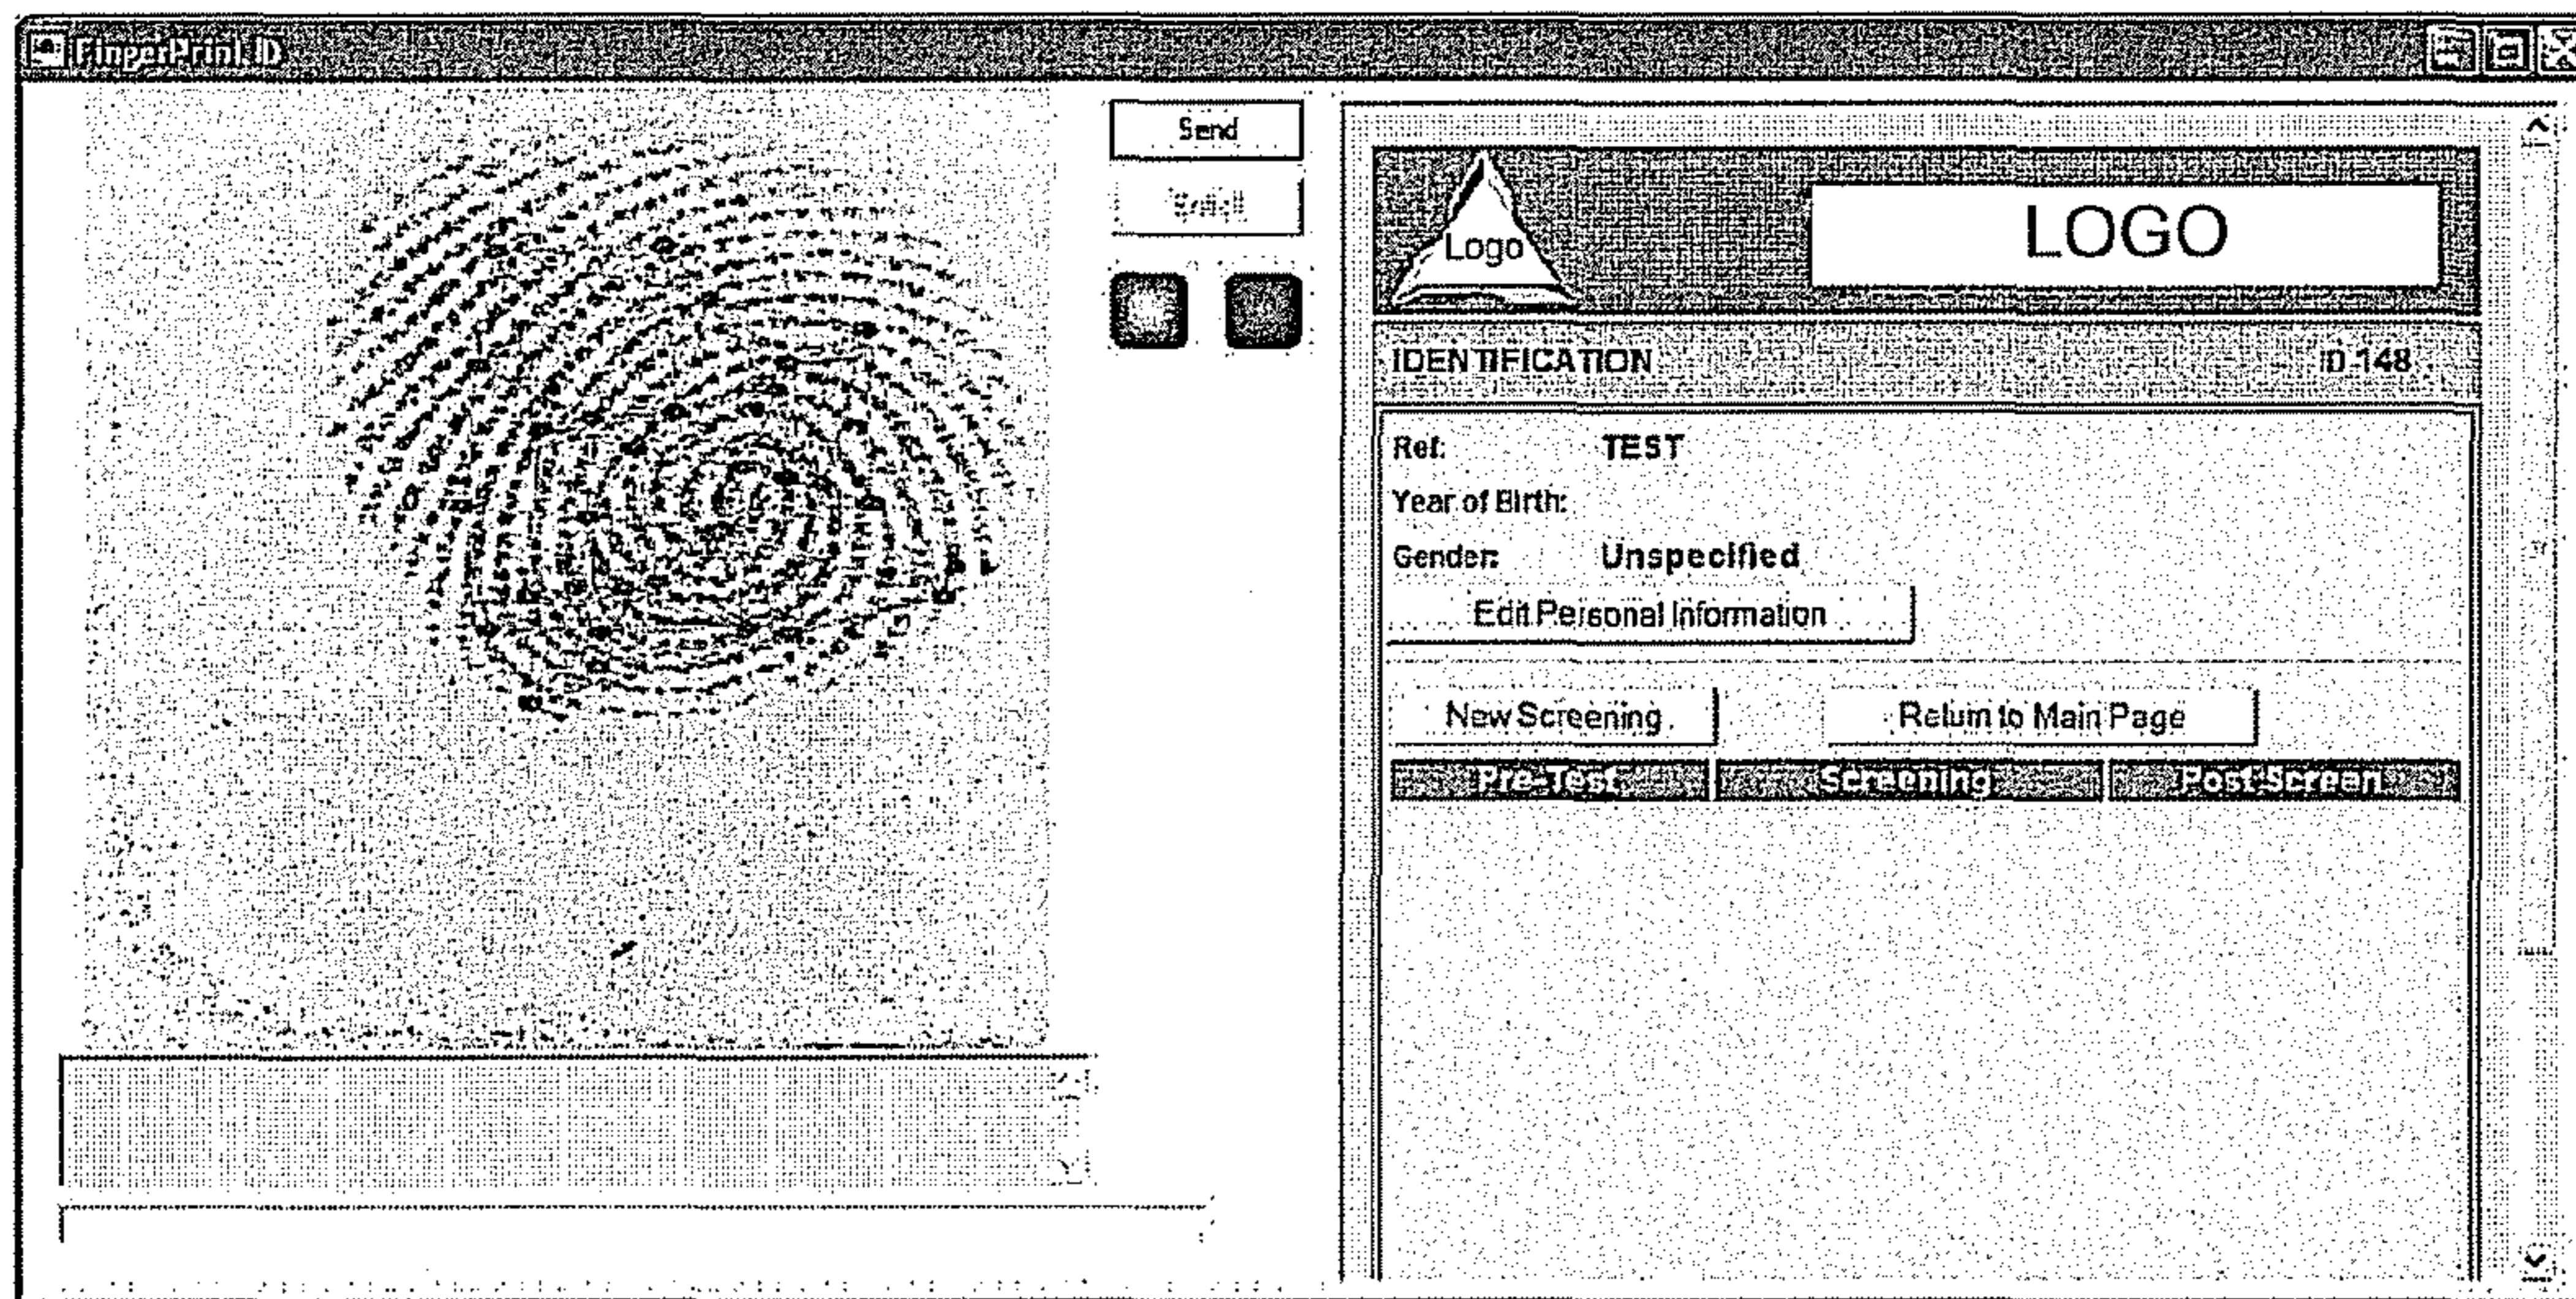 FingerPrint ID
Send
Logo
LOGO
IDENTIFICATION ID-148
Ref: TEST
Year of Birth:
Gender: Unspecified
Edit Personal Information
New Screening Return to Main Page
Pre-Test Screening Post-Screen